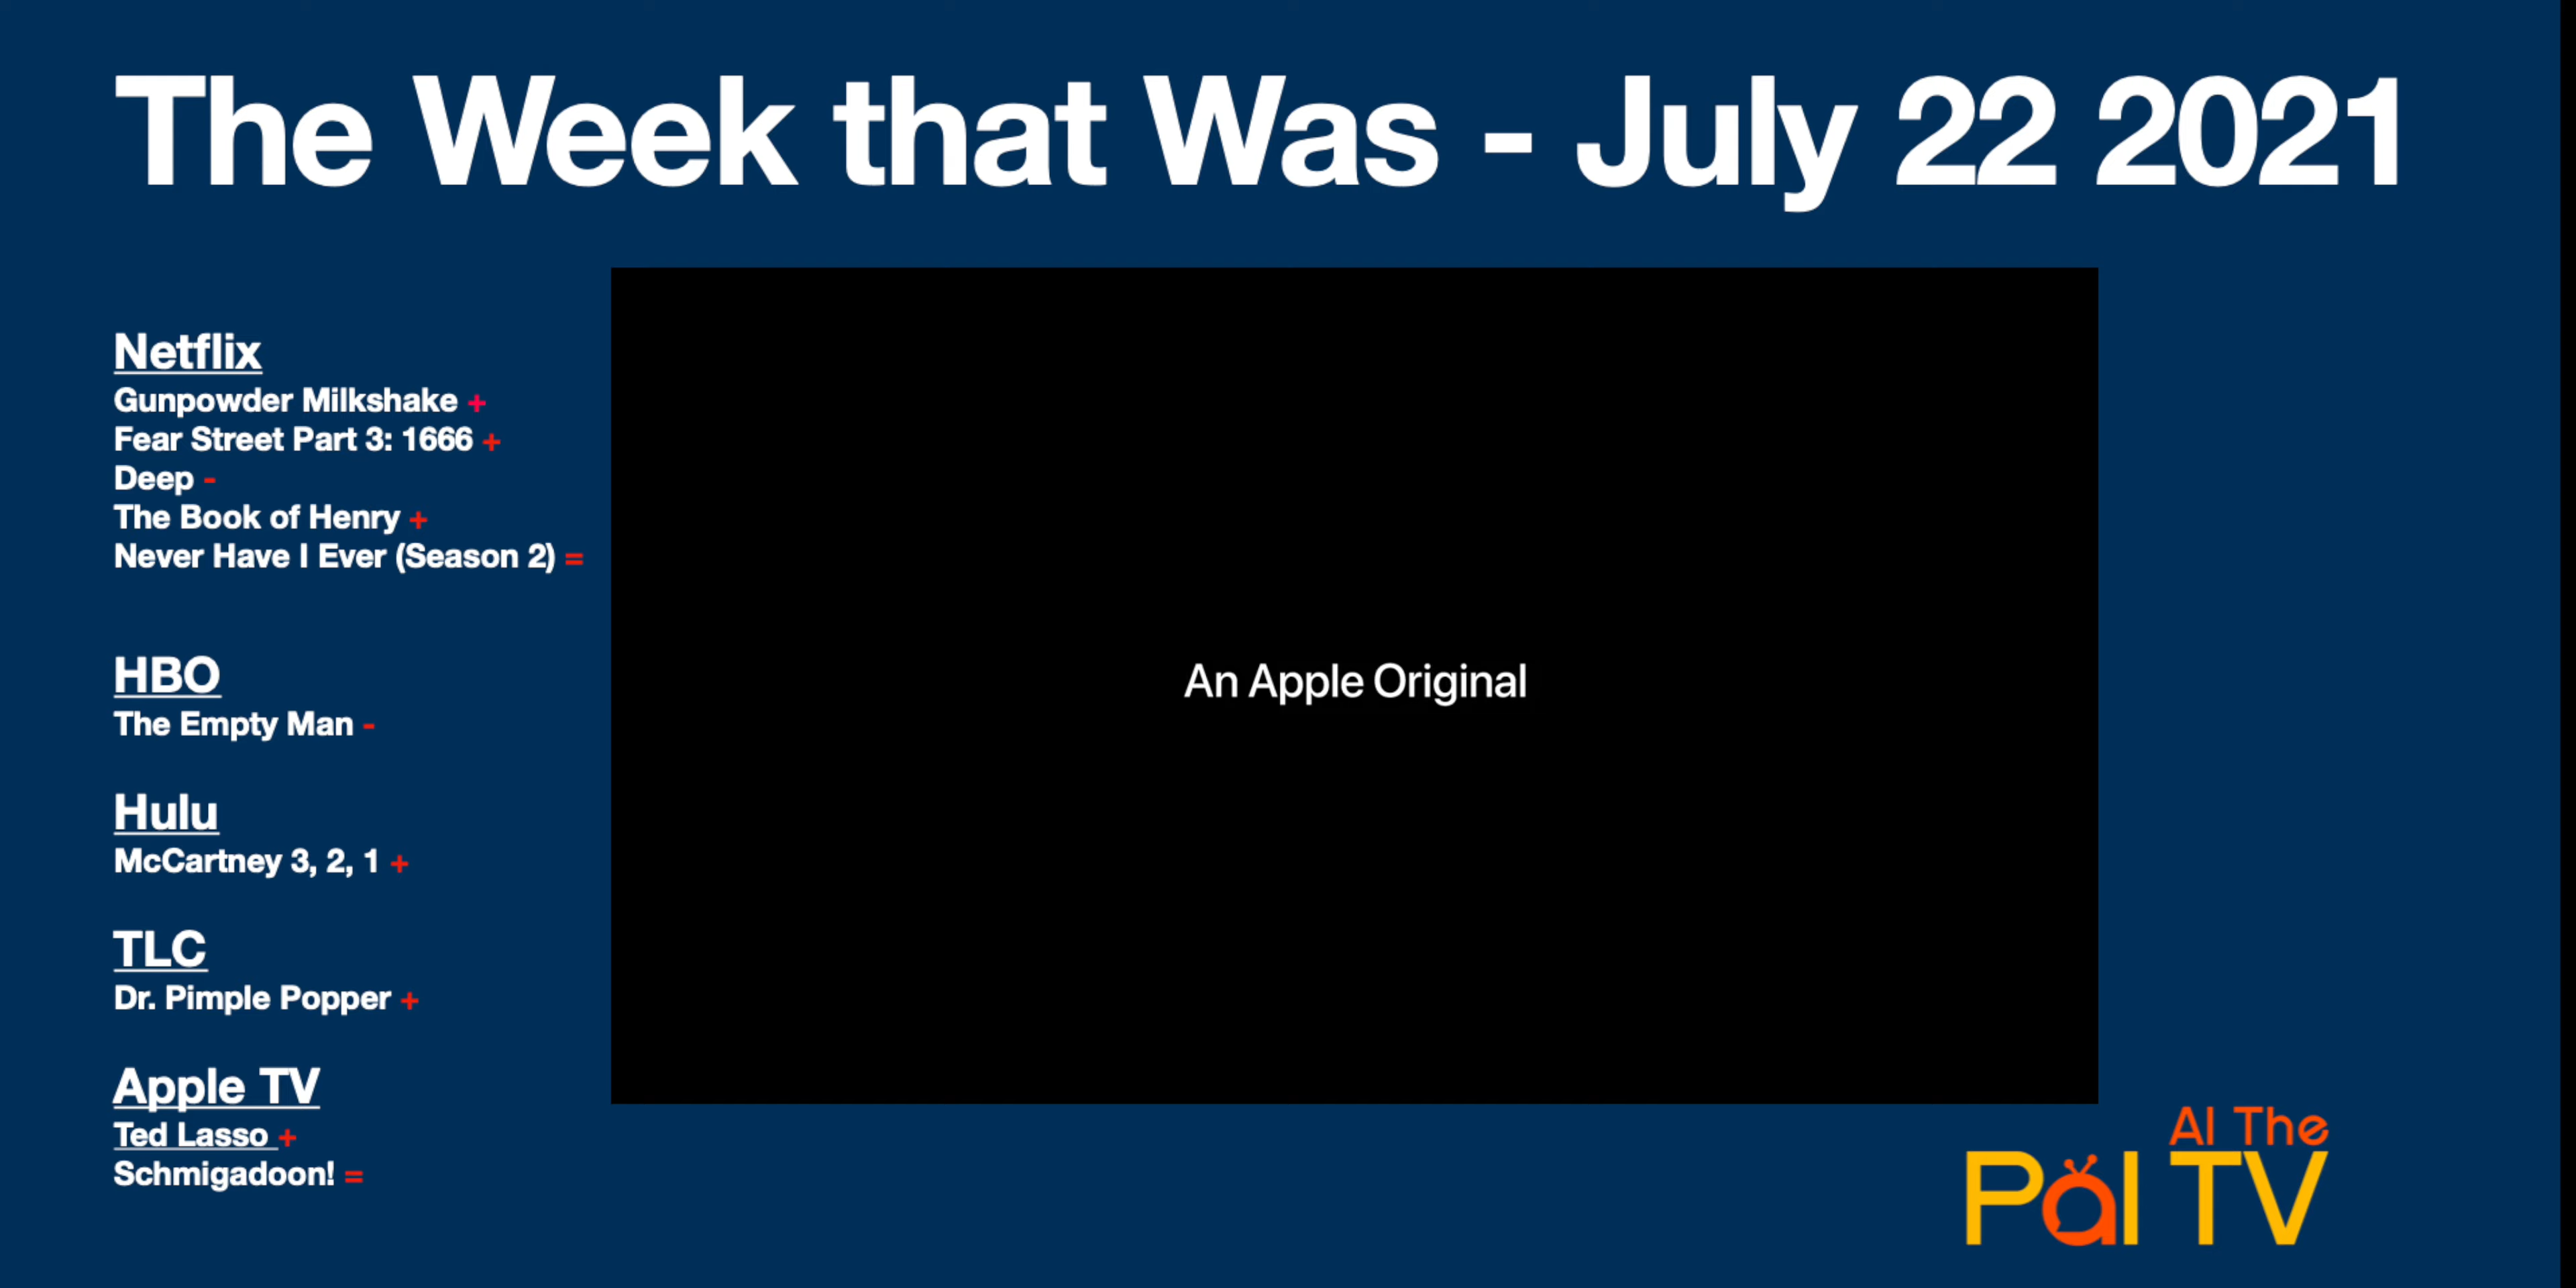 The Week that Was - July 22 2021
Netflix
Gunpowder Milkshake +
Fear Street Part 3: 1666 +
Deep -
The Book of Henry +
Never Have I Ever (Season 2) =
HBO
The Empty Man -
Hulu
McCartney 3, 2, 1 +
TLC
Dr. Pimple Popper +
Apple TV
Ted Lasso +
Schmigadoon! =
An Apple Original
Al The
Pal TV